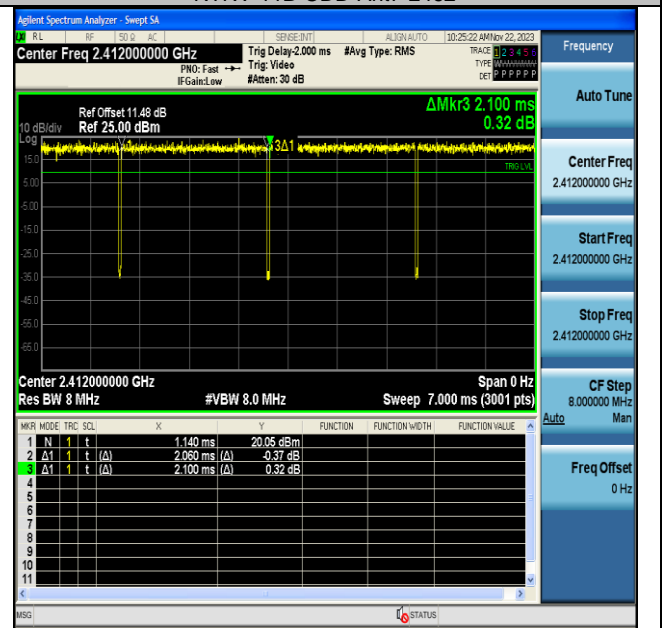 Agilent Spectrum Analyzer - Swept SA
LXI RL RF 50 Ω AC SENSE:INT ALIGN AUTO 10:25:22 AM Nov 22, 2023
Center Freq 2.412000000 GHz Trig Delay-2.000 ms #Avg Type: RMS TRACE 1 2 3 4 5 6
PNO: Fast Trig: Video TYPE
IFGain:Low #Atten: 30 dB DET P P P P P P
Frequency
Auto Tune
Center Freq
2.412000000 GHz
Start Freq
2.412000000 GHz
Stop Freq
2.412000000 GHz
CF Step
8.000000 MHz
Auto Man
Freq Offset
0 Hz
ΔMkr3 2.100 ms
0.32 dB
Ref Offset 11.48 dB
10 dB/div Ref 25.00 dBm
Log
3Δ1
15.0
TRIG LVL
5.00
-5.00
-15.0
-25.0
-35.0
-45.0
-55.0
-65.0
Center 2.412000000 GHz Span 0 Hz
Res BW 8 MHz #VBW 8.0 MHz Sweep 7.000 ms (3001 pts)
MKR MODE TRC SCL X Y FUNCTION FUNCTION WIDTH FUNCTION VALUE
1 N 1 t 1.140 ms 20.05 dBm
2 Δ1 1 t (Δ) 2.060 ms (Δ) -0.37 dB
3 Δ1 1 t (Δ) 2.100 ms (Δ) 0.32 dB
4
5
6
7
8
9
10
11
MSG STATUS